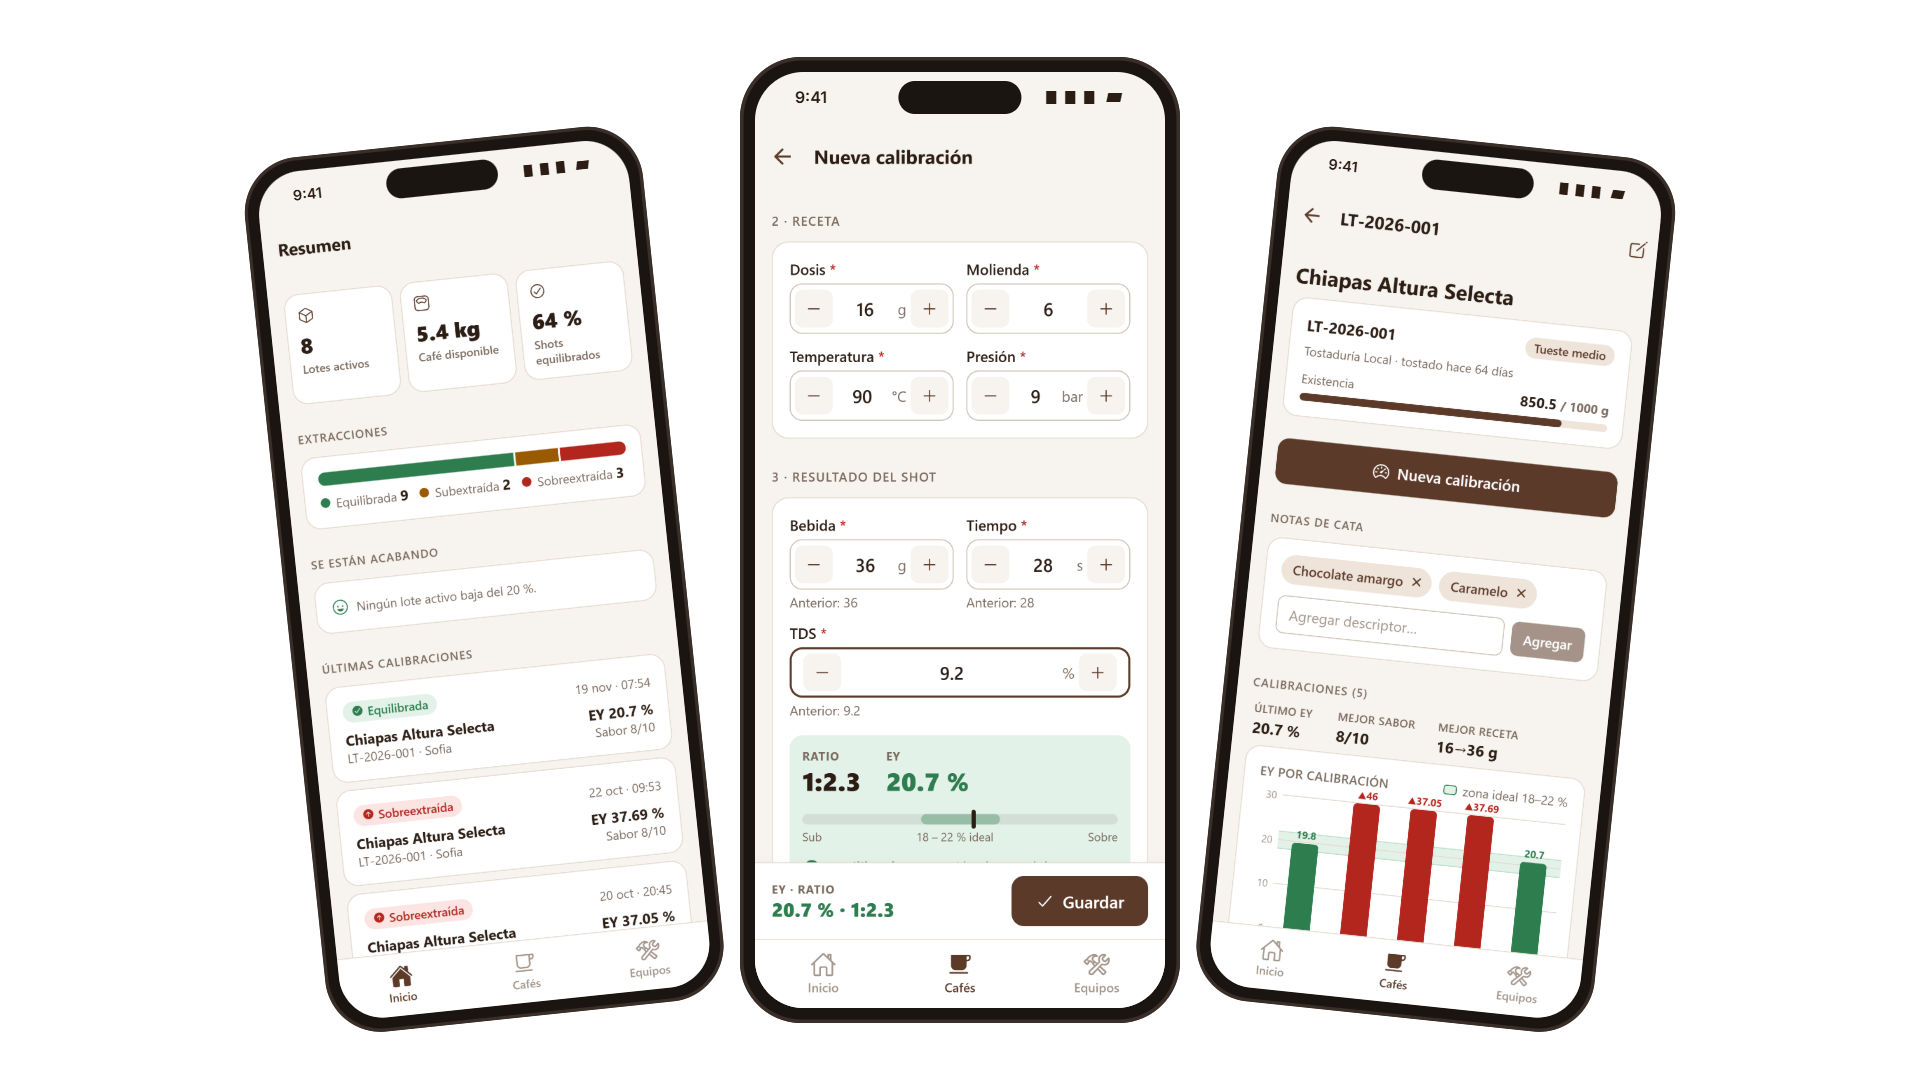 9:41
Resumen
8
Lotes activos
5.4 kg
Café disponible
64 %
Shots
equilibrados
EXTRACCIONES
Equilibrada 9
Subextraída 2
Sobreextraída 3
SE ESTÁN ACABANDO
Ningún lote activo baja del 20 %.
ÚLTIMAS CALIBRACIONES
Equilibrada
19 nov · 07:54
Chiapas Altura Selecta
EY 20.7 %
LT-2026-001 · Sofia
Sabor 8/10
Sobreextraída
22 oct · 09:53
Chiapas Altura Selecta
EY 37.69 %
LT-2026-001 · Sofia
Sabor 8/10
Sobreextraída
20 oct · 20:45
Chiapas Altura Selecta
EY 37.05 %
Inicio
Cafés
Equipos
9:41
Nueva calibración
2 · RECETA
Dosis *
Molienda *
− 16 g +
− 6 +
Temperatura *
Presión *
− 90 °C +
− 9 bar +
3 · RESULTADO DEL SHOT
Bebida *
Tiempo *
− 36 g +
− 28 s +
Anterior: 36
Anterior: 28
TDS *
− 9.2 % +
Anterior: 9.2
RATIO
EY
1:2.3
20.7 %
Sub
18 – 22 % ideal
Sobre
EY · RATIO
20.7 % · 1:2.3
Guardar
Inicio
Cafés
Equipos
9:41
LT-2026-001
Chiapas Altura Selecta
LT-2026-001
Tueste medio
Tostaduría Local · tostado hace 64 días
Existencia
850.5 / 1000 g
Nueva calibración
NOTAS DE CATA
Chocolate amargo ✕
Caramelo ✕
Agregar descriptor...
Agregar
CALIBRACIONES (5)
ÚLTIMO EY
MEJOR SABOR
MEJOR RECETA
20.7 %
8/10
16→36 g
EY POR CALIBRACIÓN
zona ideal 18–22 %
30
20
10
19.8
▲46
▲37.05
▲37.69
20.7
Inicio
Cafés
Equipos